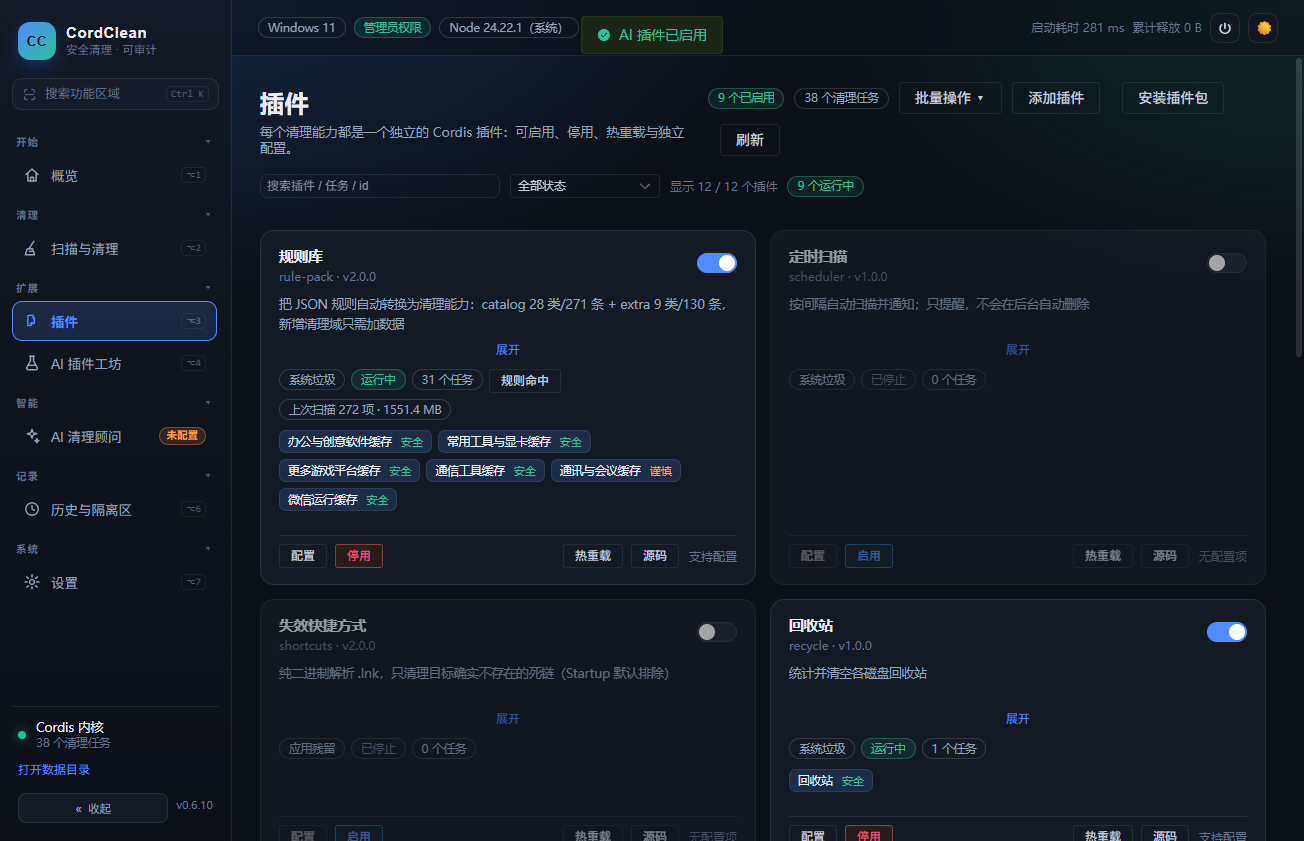 CC
CordClean
安全清理 · 可审计
搜索功能区域 Ctrl K
开始
概览 ⌥1
清理
扫描与清理 ⌥2
扩展
插件 ⌥3
AI 插件工坊 ⌥4
智能
AI 清理顾问 未配置
记录
历史与隔离区 ⌥6
系统
设置 ⌥7
Cordis 内核
38 个清理任务
打开数据目录
« 收起 v0.6.10
Windows 11 管理员权限 Node 24.22.1（系统） AI 插件已启用 启动耗时 281 ms 累计释放 0 B
插件
每个清理能力都是一个独立的 Cordis 插件：可启用、停用、热重载与独立
配置。
9 个已启用 38 个清理任务 批量操作 ▾ 添加插件 安装插件包
刷新
搜索插件 / 任务 / id 全部状态 显示 12 / 12 个插件 9 个运行中
规则库
rule-pack · v2.0.0
把 JSON 规则自动转换为清理能力：catalog 28 类/271 条 + extra 9 类/130 条，
新增清理域只需加数据
展开
系统垃圾 运行中 31 个任务 规则命中
上次扫描 272 项 · 1551.4 MB
办公与创意软件缓存 安全 常用工具与显卡缓存 安全
更多游戏平台缓存 安全 通信工具缓存 安全 通讯与会议缓存 谨慎
微信运行缓存 安全
配置 停用 热重载 源码 支持配置
定时扫描
scheduler · v1.0.0
按间隔自动扫描并通知；只提醒，不会在后台自动删除
展开
系统垃圾 已停止 0 个任务
配置 启用 热重载 源码 无配置项
失效快捷方式
shortcuts · v2.0.0
纯二进制解析 .lnk，只清理目标确实不存在的死链（Startup 默认排除）
展开
应用残留 已停止 0 个任务
配置 启用 热重载 源码 无配置项
回收站
recycle · v1.0.0
统计并清空各磁盘回收站
展开
系统垃圾 运行中 1 个任务
回收站 安全
配置 停用 热重载 源码 支持配置